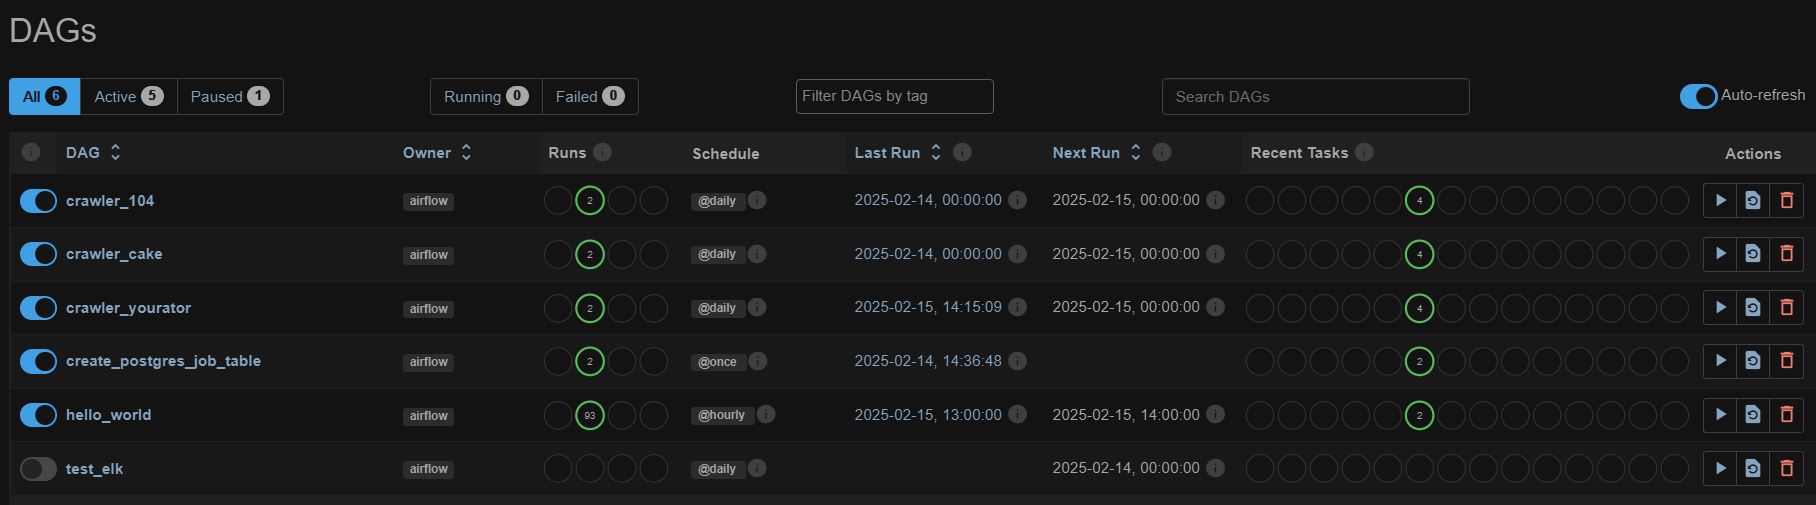 DAGs
All 6 Active 5 Paused 1 Running 0 Failed 0 Filter DAGs by tag Search DAGs Auto-refresh
DAG Owner Runs Schedule Last Run Next Run Recent Tasks Actions
crawler_104 airflow 2 @daily 2025-02-14, 00:00:00 2025-02-15, 00:00:00 4
crawler_cake airflow 2 @daily 2025-02-14, 00:00:00 2025-02-15, 00:00:00 4
crawler_yourator airflow 2 @daily 2025-02-15, 14:15:09 2025-02-15, 00:00:00 4
create_postgres_job_table airflow 2 @once 2025-02-14, 14:36:48 2
hello_world airflow 93 @hourly 2025-02-15, 13:00:00 2025-02-15, 14:00:00 2
test_elk airflow @daily 2025-02-14, 00:00:00